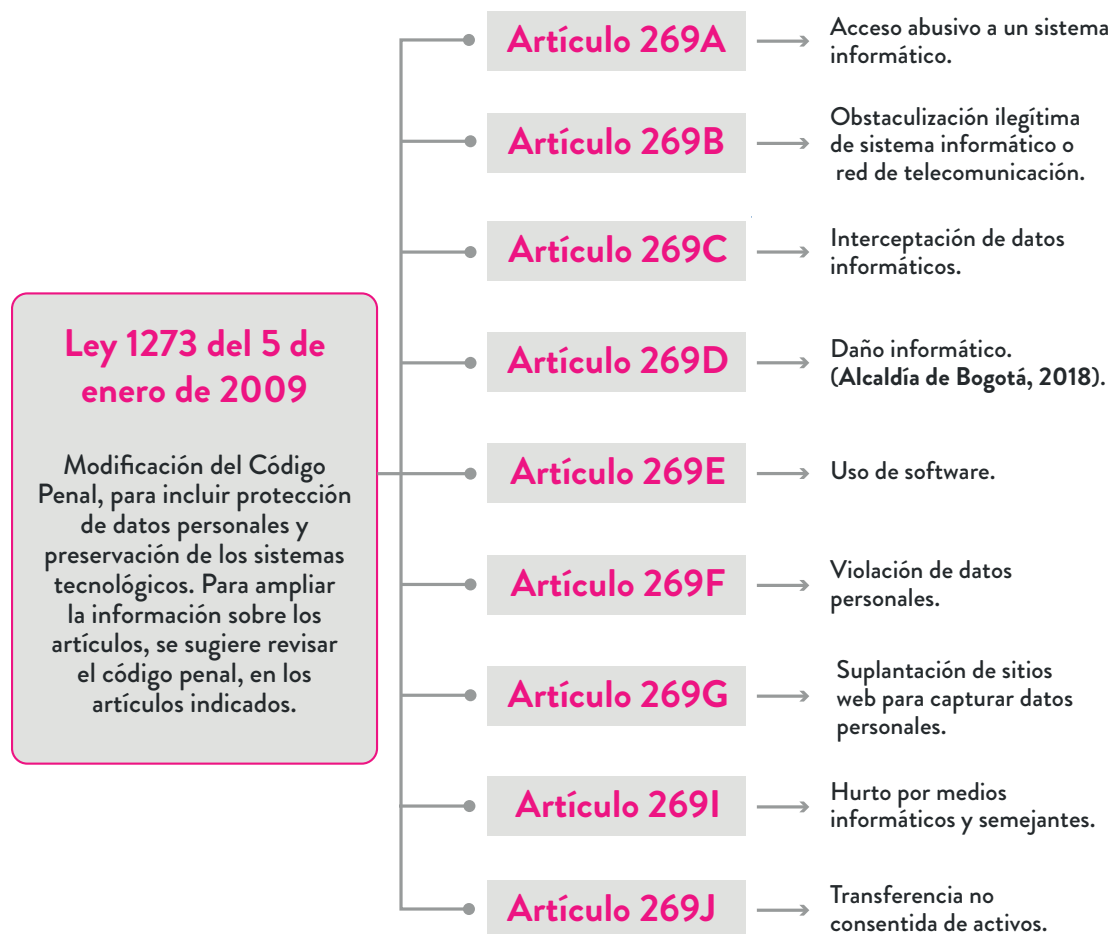 Ley 1273 del 5 de
enero de 2009
Modificación del Código
Penal, para incluir protección
de datos personales y
preservación de los sistemas
tecnológicos. Para ampliar
la información sobre los
artículos, se sugiere revisar
el código penal, en los
artículos indicados.
Artículo 269A
Acceso abusivo a un sistema
informático.
Artículo 269B
Obstaculización ilegítima
de sistema informático o
red de telecomunicación.
Artículo 269C
Interceptación de datos
informáticos.
Artículo 269D
Daño informático.
(Alcaldía de Bogotá, 2018).
Artículo 269E
Uso de software.
Artículo 269F
Violación de datos
personales.
Artículo 269G
Suplantación de sitios
web para capturar datos
personales.
Artículo 269I
Hurto por medios
informáticos y semejantes.
Artículo 269J
Transferencia no
consentida de activos.